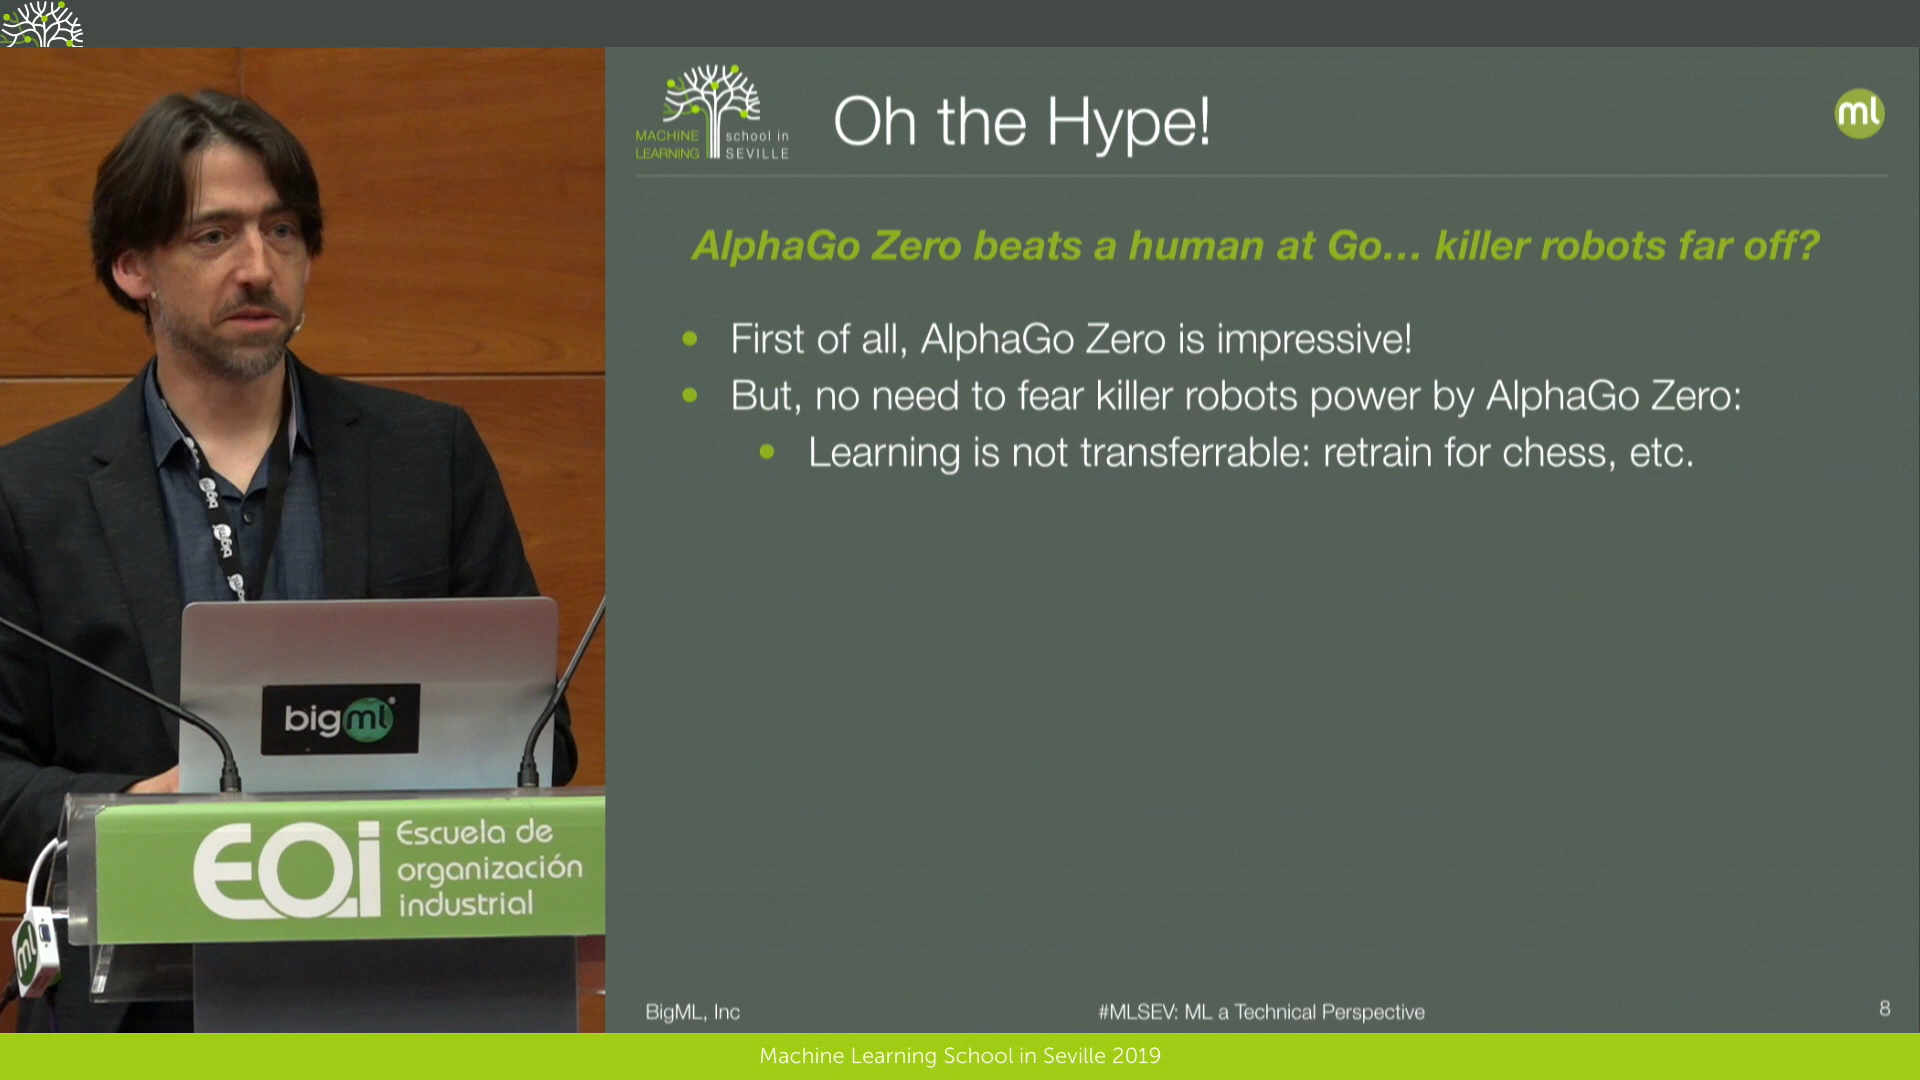 MACHINE
LEARNING
school in
SEVILLE
Oh the Hype!
ml
AlphaGo Zero beats a human at Go... killer robots far off?
First of all, AlphaGo Zero is impressive!
But, no need to fear killer robots power by AlphaGo Zero:
Learning is not transferrable: retrain for chess, etc.
bigml
EOi Escuela de
organización
industrial
ml
BigML, Inc
#MLSEV: ML a Technical Perspective
8
Machine Learning School in Seville 2019